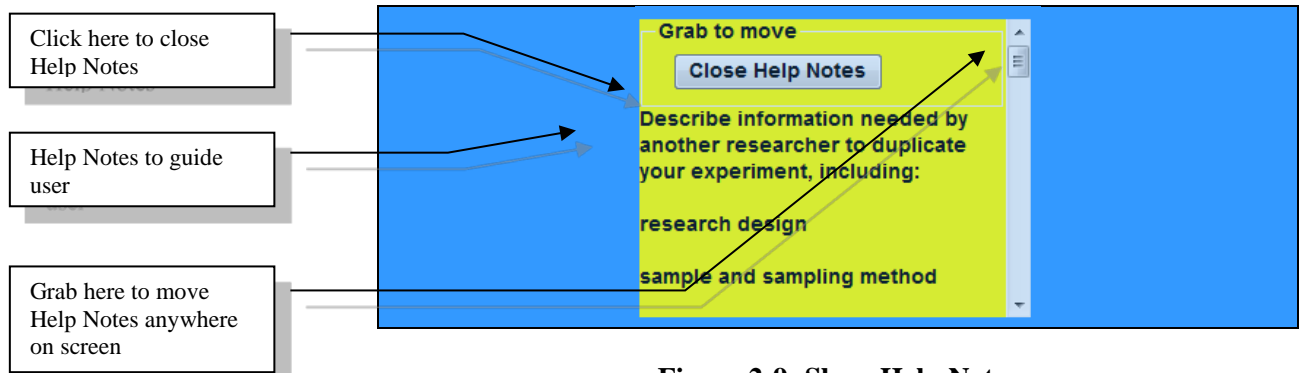 Click here to close
Help Notes
Help Notes to guide
user
Grab here to move
Help Notes anywhere
on screen
Grab to move
Close Help Notes
Describe information needed by
another researcher to duplicate
your experiment, including:
research design
sample and sampling method